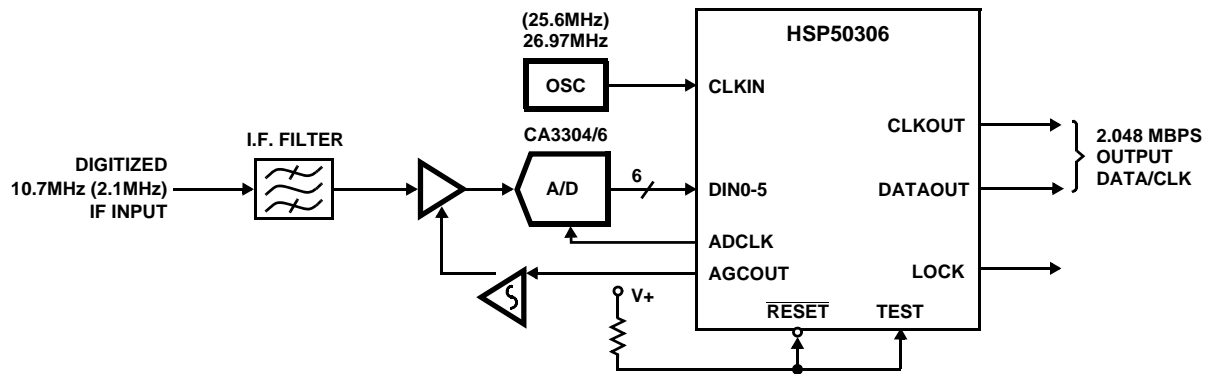 (25.6MHz)
26.97MHz
OSC
HSP50306
CLKIN
CLKOUT
2.048 MBPS
OUTPUT
DATA/CLK
I.F. FILTER
CA3304/6
DIGITIZED
10.7MHz (2.1MHz)
IF INPUT
A/D
6
DIN0-5
DATAOUT
ADCLK
AGCOUT
LOCK
V+
RESET
TEST